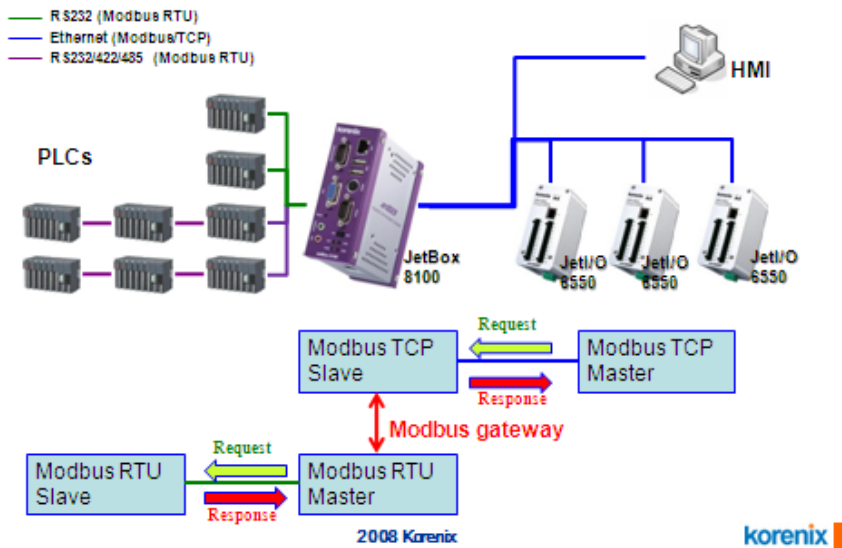 RS232 (Modbus RTU)
Ethernet (Modbus/TCP)
RS232/422/485 (Modbus RTU)
HMI
PLCs
korenix
JetBox
8100
JetI/O
6550
JetI/O
6550
JetI/O
6550
Request
Modbus TCP
Slave
Modbus TCP
Master
Response
Modbus gateway
Request
Modbus RTU
Slave
Modbus RTU
Master
Response
2008 Korenix
korenix